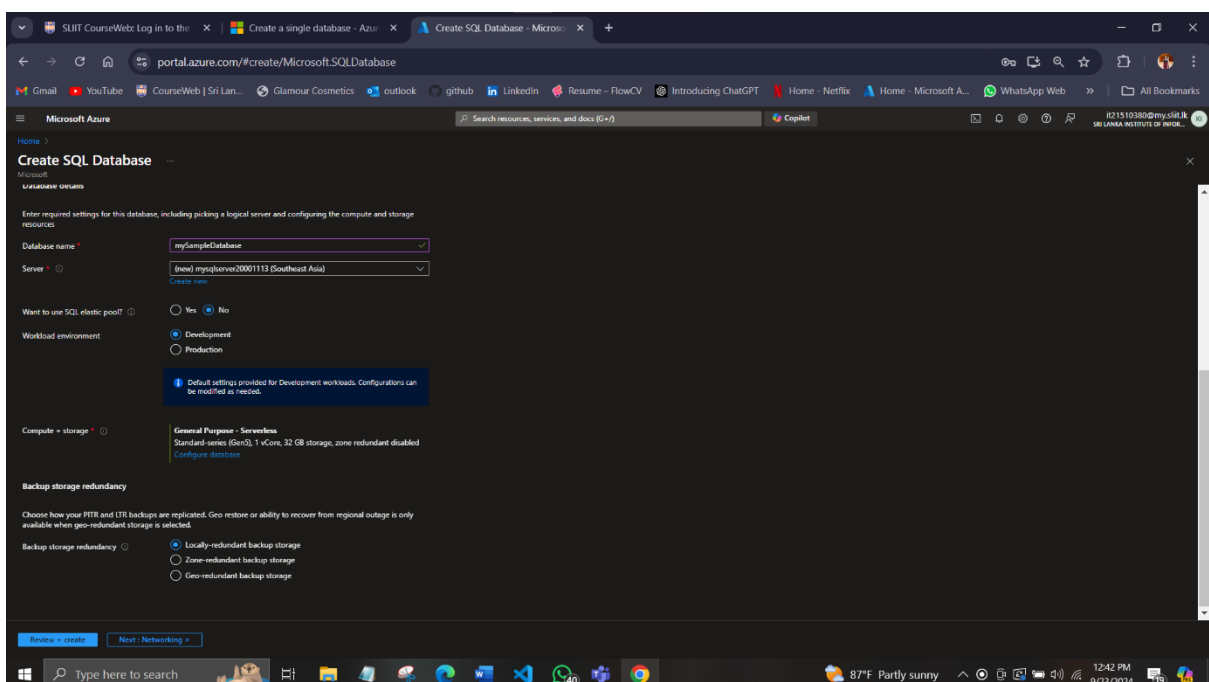 SLIIT CourseWeb: Log in to the
Create a single database - Azur
Create SQL Database - Microso
portal.azure.com/#create/Microsoft.SQLDatabase
Gmail YouTube CourseWeb | Sri Lan... Glamour Cosmetics outlook github LinkedIn Resume – FlowCV Introducing ChatGPT Home - Netflix Home - Microsoft A... WhatsApp Web » All Bookmarks
Microsoft Azure
Search resources, services, and docs (G+/)
Copilot
it21510380@my.sliit.lk
SRI LANKA INSTITUTE OF INFOR...
KI
Home >
Create SQL Database ...
Microsoft
Database details
Enter required settings for this database, including picking a logical server and configuring the compute and storage
resources
Database name *
mySampleDatabase
Server *
(new) mysqlserver20001113 (Southeast Asia)
Create new
Want to use SQL elastic pool?
Yes No
Workload environment
Development
Production
Default settings provided for Development workloads. Configurations can
be modified as needed.
Compute + storage *
General Purpose - Serverless
Standard-series (Gen5), 1 vCore, 32 GB storage, zone redundant disabled
Configure database
Backup storage redundancy
Choose how your PITR and LTR backups are replicated. Geo restore or ability to recover from regional outage is only
available when geo-redundant storage is selected.
Backup storage redundancy
Locally-redundant backup storage
Zone-redundant backup storage
Geo-redundant backup storage
Review + create
Next : Networking >
Type here to search
40
87°F Partly sunny
12:42 PM
9/23/2024
19